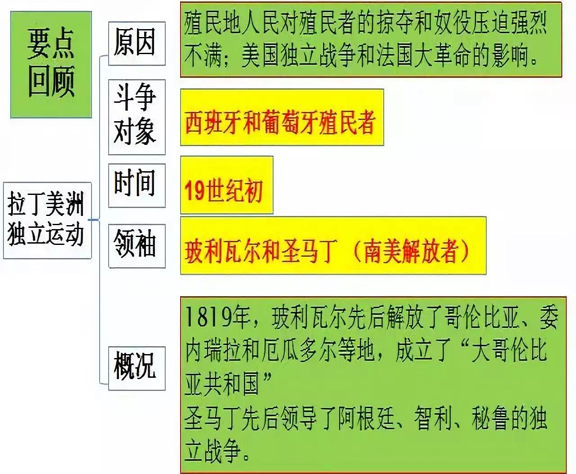 要点
回顾
拉丁美洲
独立运动
原因
殖民地人民对殖民者的掠夺和奴役压迫强烈
不满；美国独立战争和法国大革命的影响。
斗争
对象
西班牙和葡萄牙殖民者
时间
19世纪初
领袖
玻利瓦尔和圣马丁（南美解放者）
概况
1819年，玻利瓦尔先后解放了哥伦比亚、委
内瑞拉和厄瓜多尔等地，成立了“大哥伦比
亚共和国”
圣马丁先后领导了阿根廷、智利、秘鲁的独
立战争。